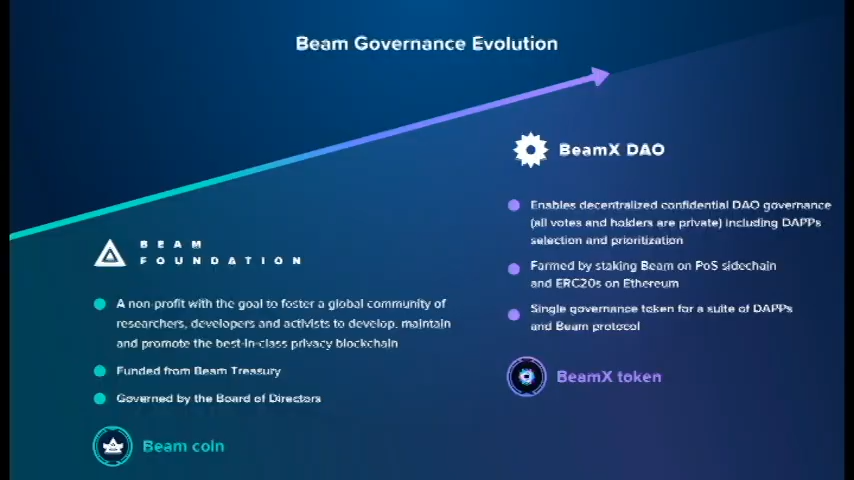 Beam Governance Evolution
BEAM
FOUNDATION
A non-profit with the goal to foster a global community of
researchers, developers and activists to develop, maintain
and promote the best-in-class privacy blockchain
Funded from Beam Treasury
Governed by the Board of Directors
Beam coin
BeamX DAO
Enables decentralized confidential DAO governance
(all votes and holders are private) including DAPPs
selection and prioritization
Farmed by staking Beam on PoS sidechain
and ERC20s on Ethereum
Single governance token for a suite of DAPPs
and Beam protocol
BeamX token